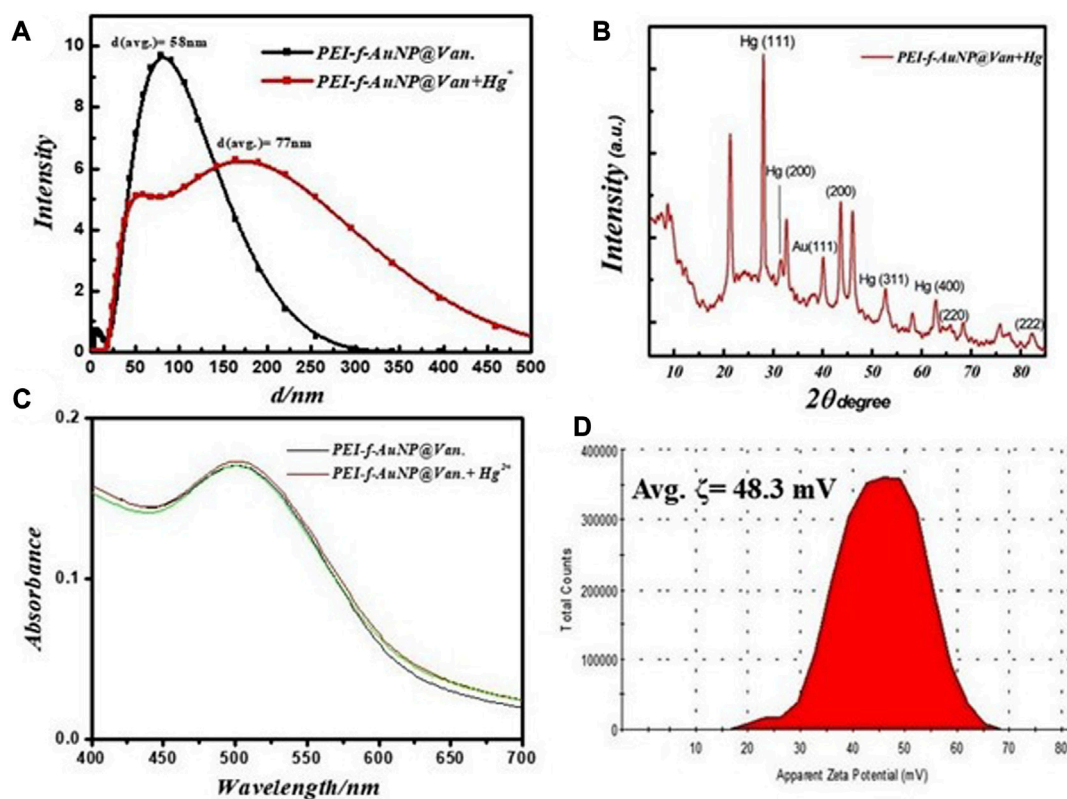 A
d(avg.)= 58nm
PEI-f-AuNP@Van.
PEI-f-AuNP@Van+Hg+
d(avg.)= 77nm
10
8
6
4
2
0
Intensity
0 50 100 150 200 250 300 350 400 450 500
d/nm
B
Hg (111)
PEI-f-AuNP@Van+Hg
Hg (200)
(200)
Au(111)
Hg (311)
Hg (400)
(220)
(222)
Intensity (a.u.)
10 20 30 40 50 60 70 80
2θ degree
C
0.2
PEI-f-AuNP@Van.
PEI-f-AuNP@Van.+ Hg2+
0.1
0.0
Absorbance
400 450 500 550 600 650 700
Wavelength/nm
D
400000
Avg. ζ= 48.3 mV
300000
200000
100000
0
Total Counts
10 20 30 40 50 60 70 80
Apparent Zeta Potential (mV)